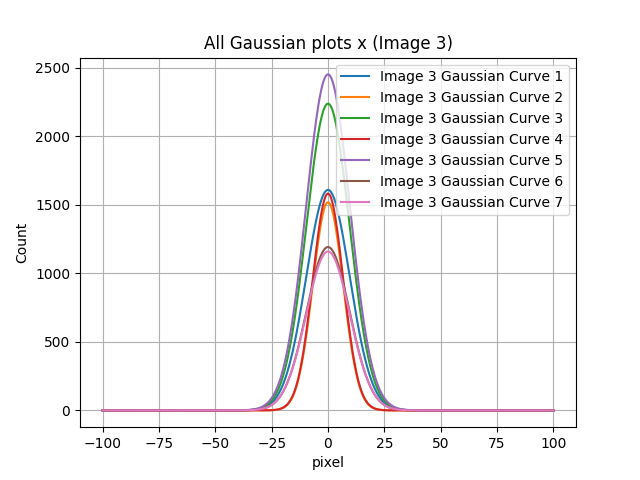 All Gaussian plots x (Image 3)
2500
2000
1500
1000
500
0
Count
Image 3 Gaussian Curve 1
Image 3 Gaussian Curve 2
Image 3 Gaussian Curve 3
Image 3 Gaussian Curve 4
Image 3 Gaussian Curve 5
Image 3 Gaussian Curve 6
Image 3 Gaussian Curve 7
−100 −75 −50 −25 0 25 50 75 100
pixel